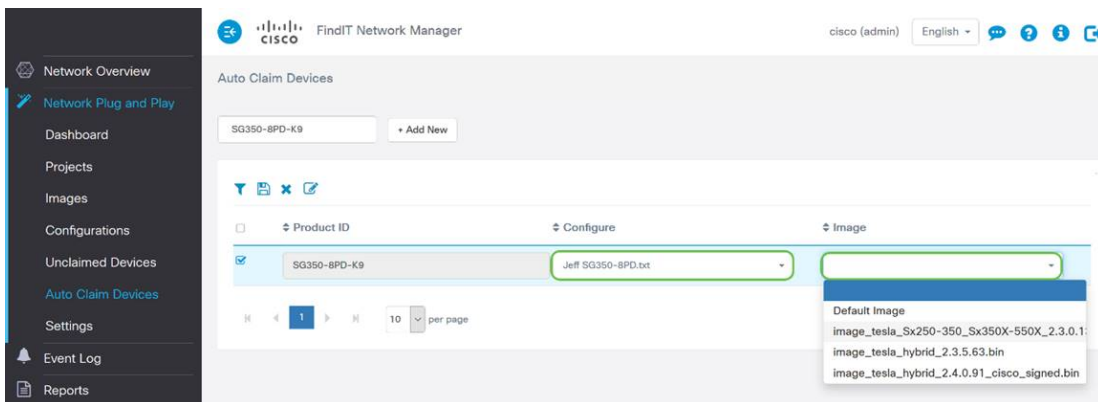 CISCO FindIT Network Manager
cisco (admin) English
Network Overview
Network Plug and Play
Dashboard
Projects
Images
Configurations
Unclaimed Devices
Auto Claim Devices
Settings
Event Log
Reports
Auto Claim Devices
SG350-8PD-K9 + Add New
Product ID Configure Image
SG350-8PD-K9 Jeff SG350-8PD.txt
Default Image
image_tesla_Sx250-350_Sx350X-550X_2.3.0.13
image_tesla_hybrid_2.3.5.63.bin
image_tesla_hybrid_2.4.0.91_cisco_signed.bin
1 10 per page